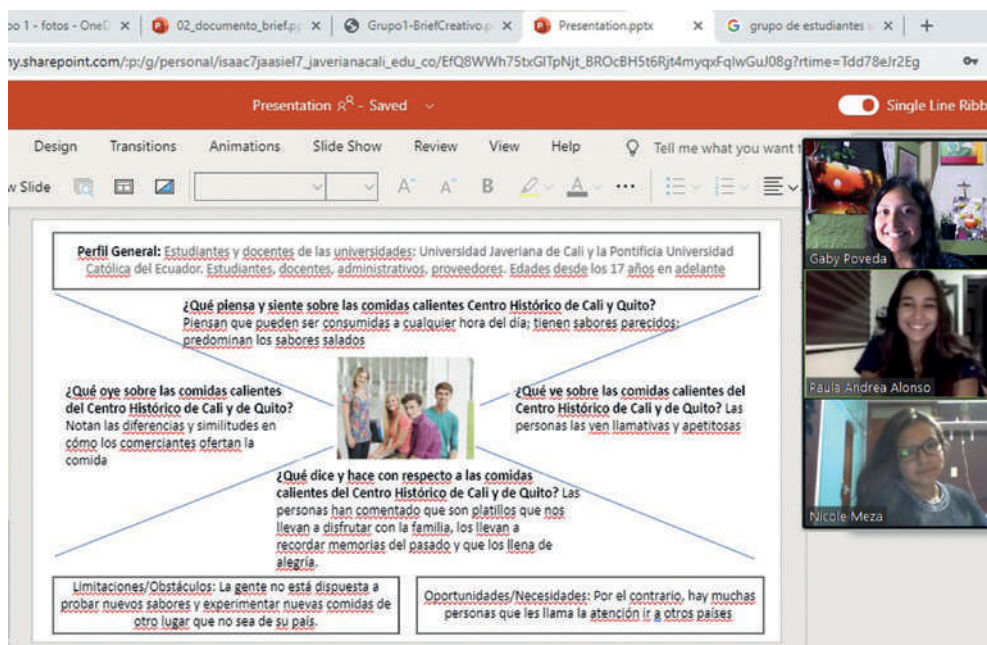 po 1 - fotos - OneD
02_documento_brief.pp
Grupo1-BriefCreativo.p
Presentation.pptx
grupo de estudiantes u
ny.sharepoint.com/:p:/g/personal/isaac7jaasiel7_javerianacali_edu_co/EfQ8WWh75txGITpNjt_BROcBH5t6Rjt4myqxFqIwGuJ08g?rtime=Tdd78eJr2Eg
Presentation - Saved
Single Line Ribb
Design Transitions Animations Slide Show Review View Help Tell me what you want t
w Slide A A B A ...
Perfil General: Estudiantes y docentes de las universidades: Universidad Javeriana de Cali y la Pontificia Universidad
Católica del Ecuador. Estudiantes, docentes, administrativos, proveedores. Edades desde los 17 años en adelante
¿Qué piensa y siente sobre las comidas calientes Centro Histórico de Cali y Quito?
Piensan que pueden ser consumidas a cualquier hora del día; tienen sabores parecidos:
predominan los sabores salados
¿Qué oye sobre las comidas calientes
del Centro Histórico de Cali y de Quito?
Notan las diferencias y similitudes en
cómo los comerciantes ofertan la
comida
¿Qué ve sobre las comidas calientes del
Centro Histórico de Cali y de Quito? Las
personas las ven llamativas y apetitosas
¿Qué dice y hace con respecto a las comidas
calientes del Centro Histórico de Cali y de Quito? Las
personas han comentado que son platillos que nos
llevan a disfrutar con la familia, los llevan a
recordar memorias del pasado y que los llena de
alegría.
Limitaciones/Obstáculos: La gente no está dispuesta a
probar nuevos sabores y experimentar nuevas comidas de
otro lugar que no sea de su país.
Oportunidades/Necesidades: Por el contrario, hay muchas
personas que les llama la atención ir a otros países
Gaby Poveda
Paula Andrea Alonso
Nicole Meza